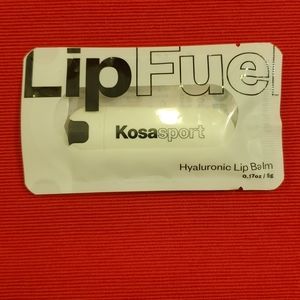 LipFuel
Kosasport
Hyaluronic Lip Balm
0.17oz / 5g